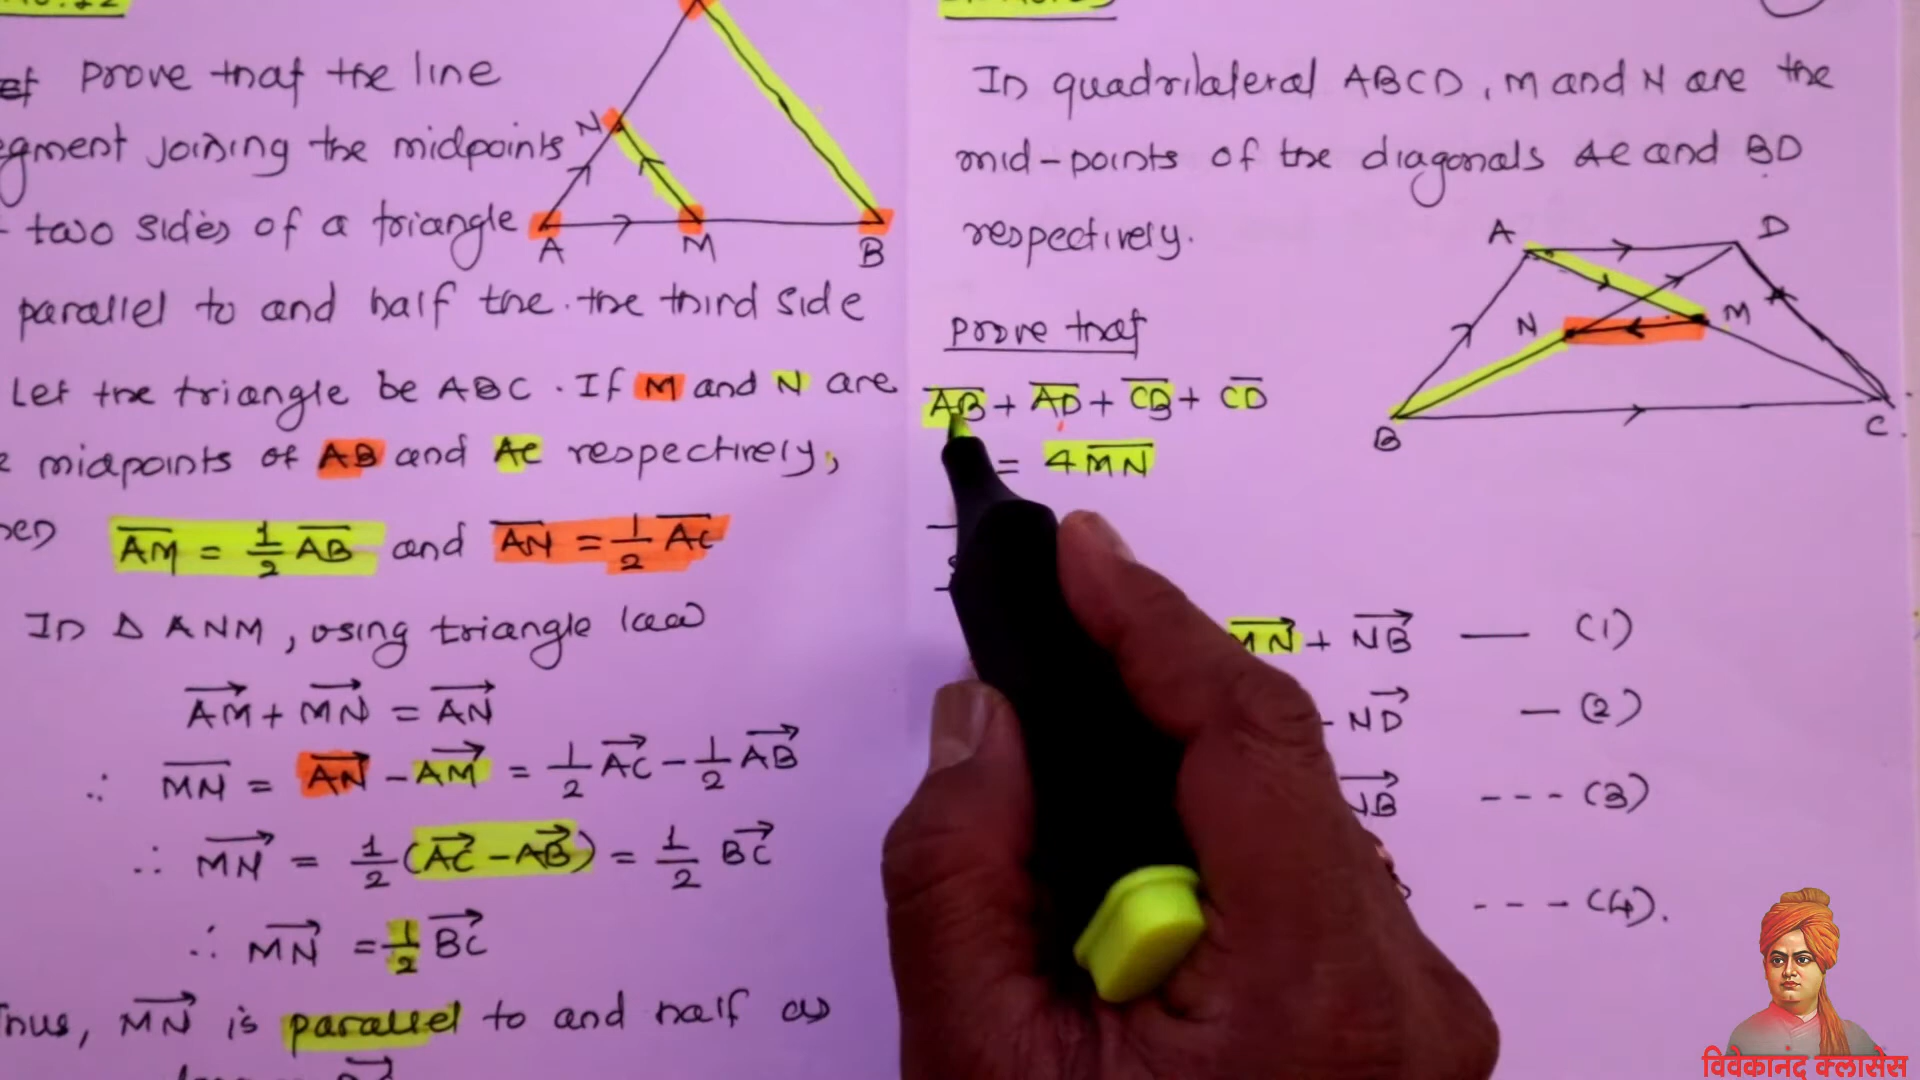 Prove that the line
joining the midpoints
two sides of a triangle
parallel to and half the . the third side
Let the triangle be ABC . If M and N are
midpoints of AB and AC respectively,
AM = 1/2 AB and AN = 1/2 AC
In Δ ANM, using triangle law
AM + MN = AN
∴ MN = AN - AM = 1/2 AC - 1/2 AB
∴ MN = 1/2 (AC - AB) = 1/2 BC
∴ MN = 1/2 BC
Thus, MN is parallel to and half as
N
A M B
In quadrilateral ABCD, M and N are the
mid-points of the diagonals AC and BD
respectively.
A D
N M
B C
Prove that
AB + AD + CB + CD
= 4 MN
MN + NB — (1)
ND — (2)
NB --- (3)
--- (4).
विवेकानंद क्लासेस